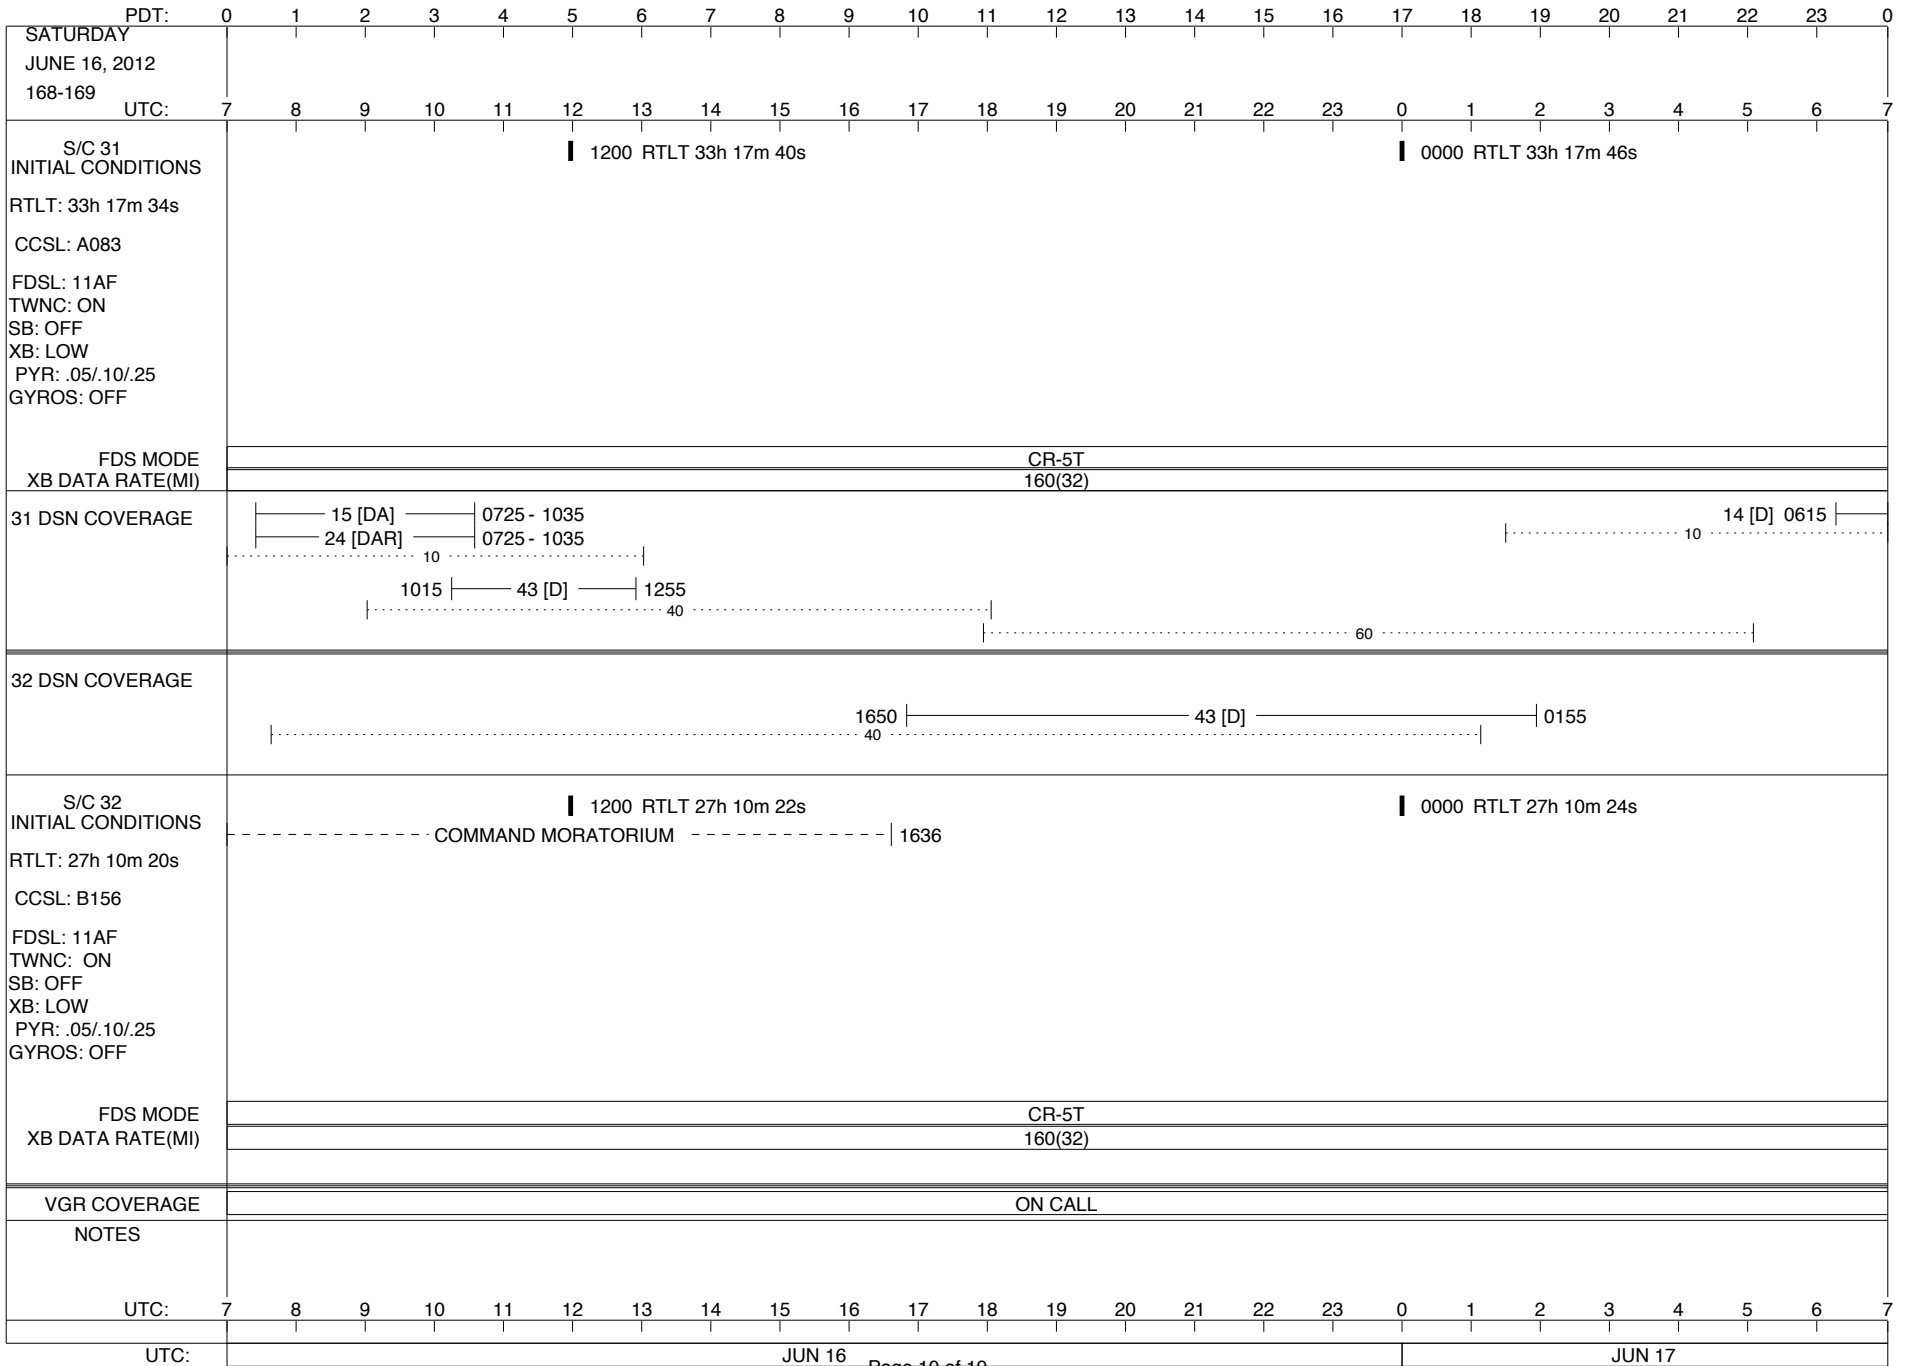 PDT: 0 1 2 3 4 5 6 7 8 9 10 11 12 13 14 15 16 17 18 19 20 21 22 23 0
SATURDAY
JUNE 16, 2012
168-169
UTC: 7 8 9 10 11 12 13 14 15 16 17 18 19 20 21 22 23 0 1 2 3 4 5 6 7
S/C 31
INITIAL CONDITIONS
1200 RTLT 33h 17m 40s
0000 RTLT 33h 17m 46s
RTLT: 33h 17m 34s
CCSL: A083
FDSL: 11AF
TWNC: ON
SB: OFF
XB: LOW
PYR: .05/.10/.25
GYROS: OFF
FDS MODE CR-5T
XB DATA RATE(MI) 160(32)
31 DSN COVERAGE
15 [DA] 0725 - 1035
14 [D] 0615
24 [DAR] 0725 - 1035
10
10
1015 43 [D] 1255
40
60
32 DSN COVERAGE
1650 43 [D] 0155
40
S/C 32
INITIAL CONDITIONS
1200 RTLT 27h 10m 22s
0000 RTLT 27h 10m 24s
COMMAND MORATORIUM 1636
RTLT: 27h 10m 20s
CCSL: B156
FDSL: 11AF
TWNC: ON
SB: OFF
XB: LOW
PYR: .05/.10/.25
GYROS: OFF
FDS MODE CR-5T
XB DATA RATE(MI) 160(32)
VGR COVERAGE ON CALL
NOTES
UTC: 7 8 9 10 11 12 13 14 15 16 17 18 19 20 21 22 23 0 1 2 3 4 5 6 7
UTC: JUN 16 JUN 17